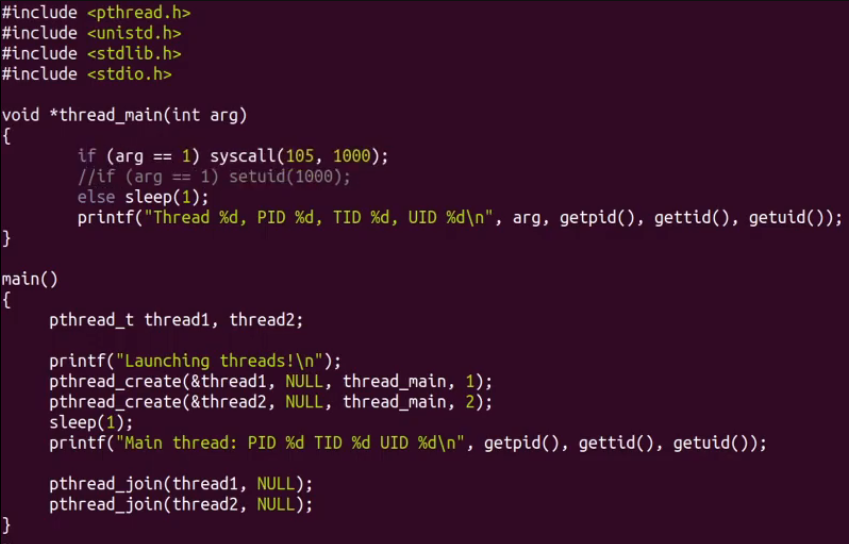 #include <pthread.h>
#include <unistd.h>
#include <stdlib.h>
#include <stdio.h>
void *thread_main(int arg)
{
if (arg == 1) syscall(105, 1000);
//if (arg == 1) setuid(1000);
else sleep(1);
printf("Thread %d, PID %d, TID %d, UID %d\n", arg, getpid(), gettid(), getuid());
}
main()
{
pthread_t thread1, thread2;
printf("Launching threads!\n");
pthread_create(&thread1, NULL, thread_main, 1);
pthread_create(&thread2, NULL, thread_main, 2);
sleep(1);
printf("Main thread: PID %d TID %d UID %d\n", getpid(), gettid(), getuid());
pthread_join(thread1, NULL);
pthread_join(thread2, NULL);
}